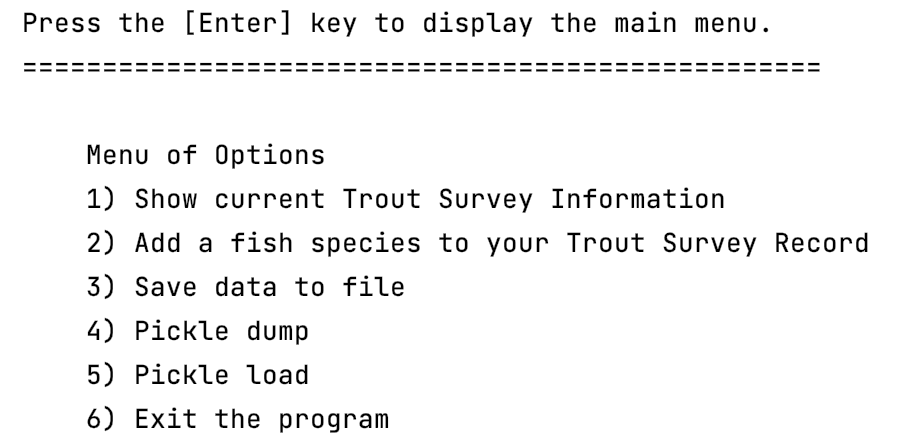 Press the [Enter] key to display the main menu.
==================================================
Menu of Options
1) Show current Trout Survey Information
2) Add a fish species to your Trout Survey Record
3) Save data to file
4) Pickle dump
5) Pickle load
6) Exit the program